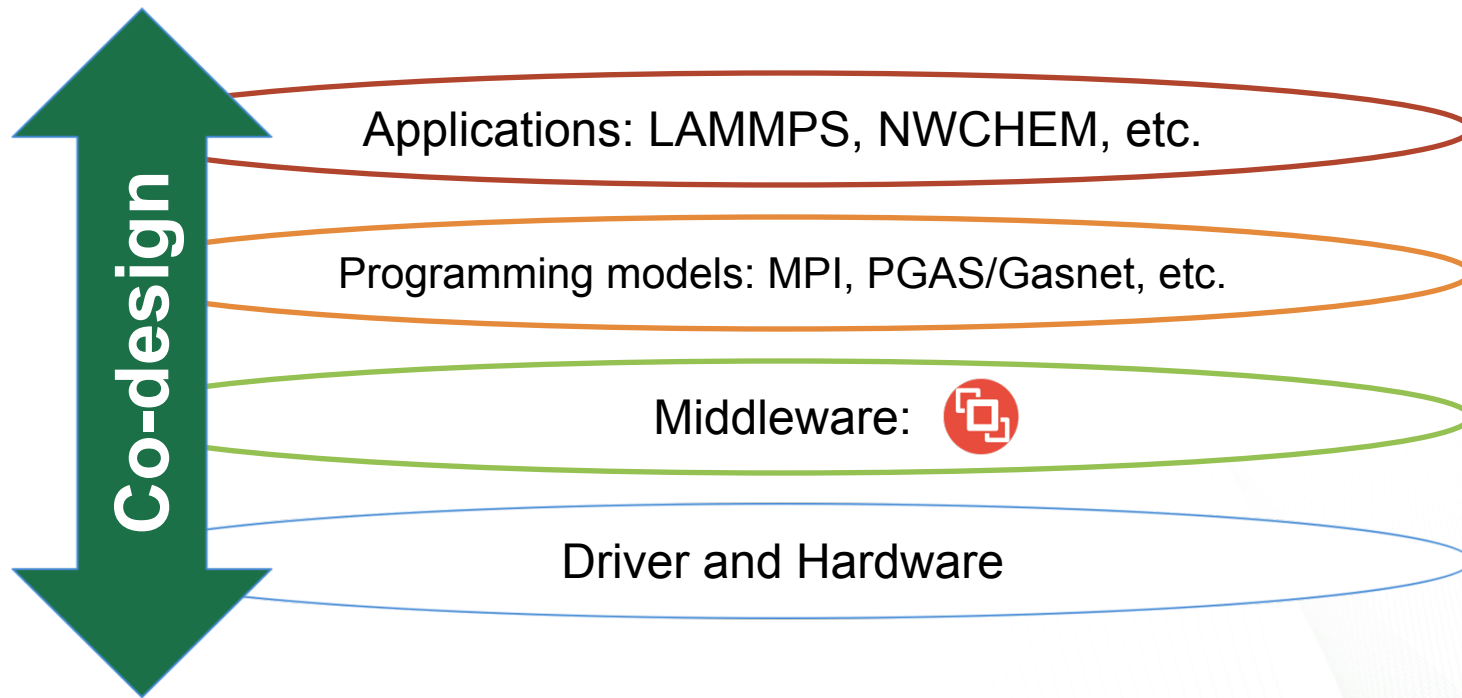 Co-design
Applications: LAMMPS, NWCHEM, etc.
Programming models: MPI, PGAS/Gasnet, etc.
Middleware:
Driver and Hardware